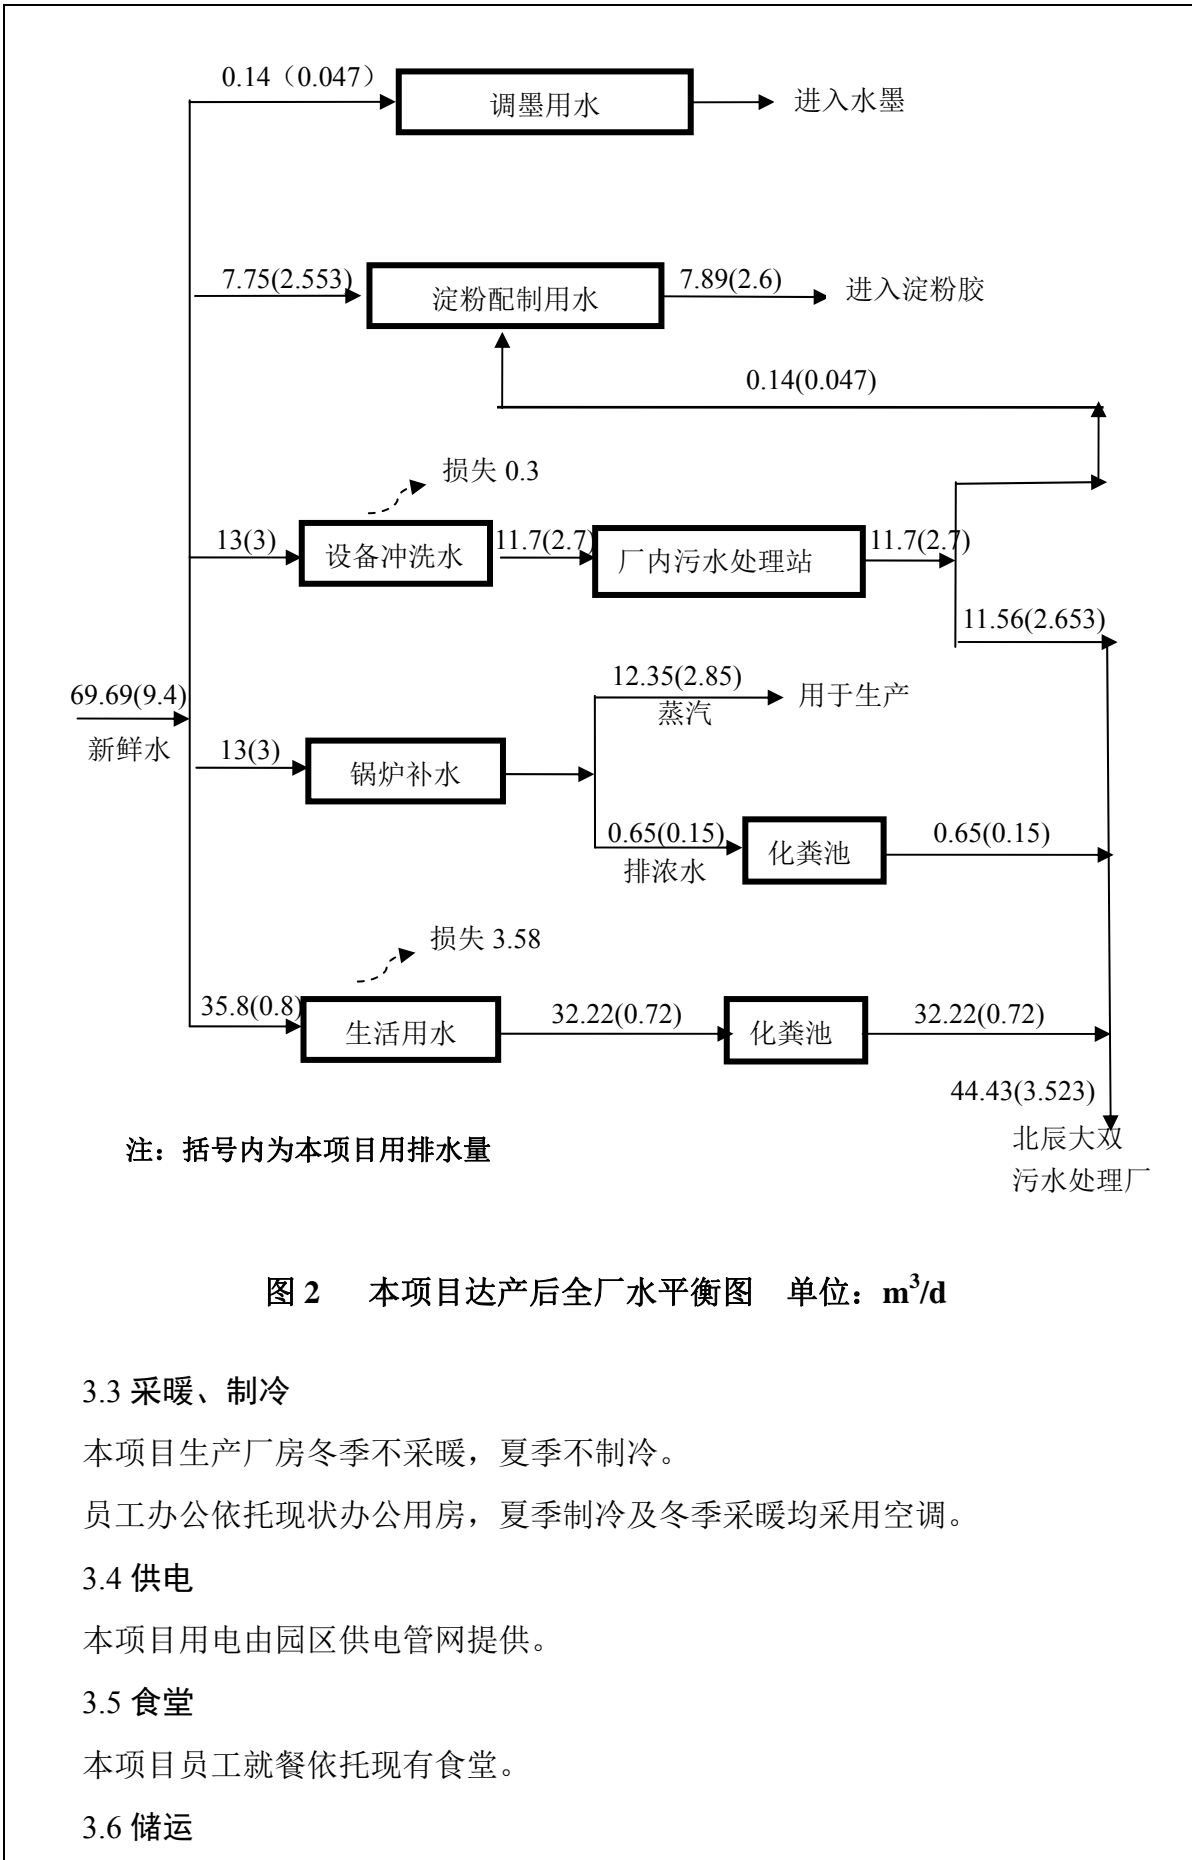 0.14（0.047）
调墨用水
进入水墨
7.75(2.553)
淀粉配制用水
7.89(2.6)
进入淀粉胶
0.14(0.047)
损失 0.3
13(3)
设备冲洗水
11.7(2.7)
厂内污水处理站
11.7(2.7)
11.56(2.653)
69.69(9.4)
新鲜水
12.35(2.85)
蒸汽
用于生产
13(3)
锅炉补水
0.65(0.15)
排浓水
化粪池
0.65(0.15)
损失 3.58
35.8(0.8)
生活用水
32.22(0.72)
化粪池
32.22(0.72)
44.43(3.523)
北辰大双
污水处理厂
注：括号内为本项目用排水量
图 2 本项目达产后全厂水平衡图 单位：m³/d
3.3 采暖、制冷
本项目生产厂房冬季不采暖，夏季不制冷。
员工办公依托现状办公用房，夏季制冷及冬季采暖均采用空调。
3.4 供电
本项目用电由园区供电管网提供。
3.5 食堂
本项目员工就餐依托现有食堂。
3.6 储运